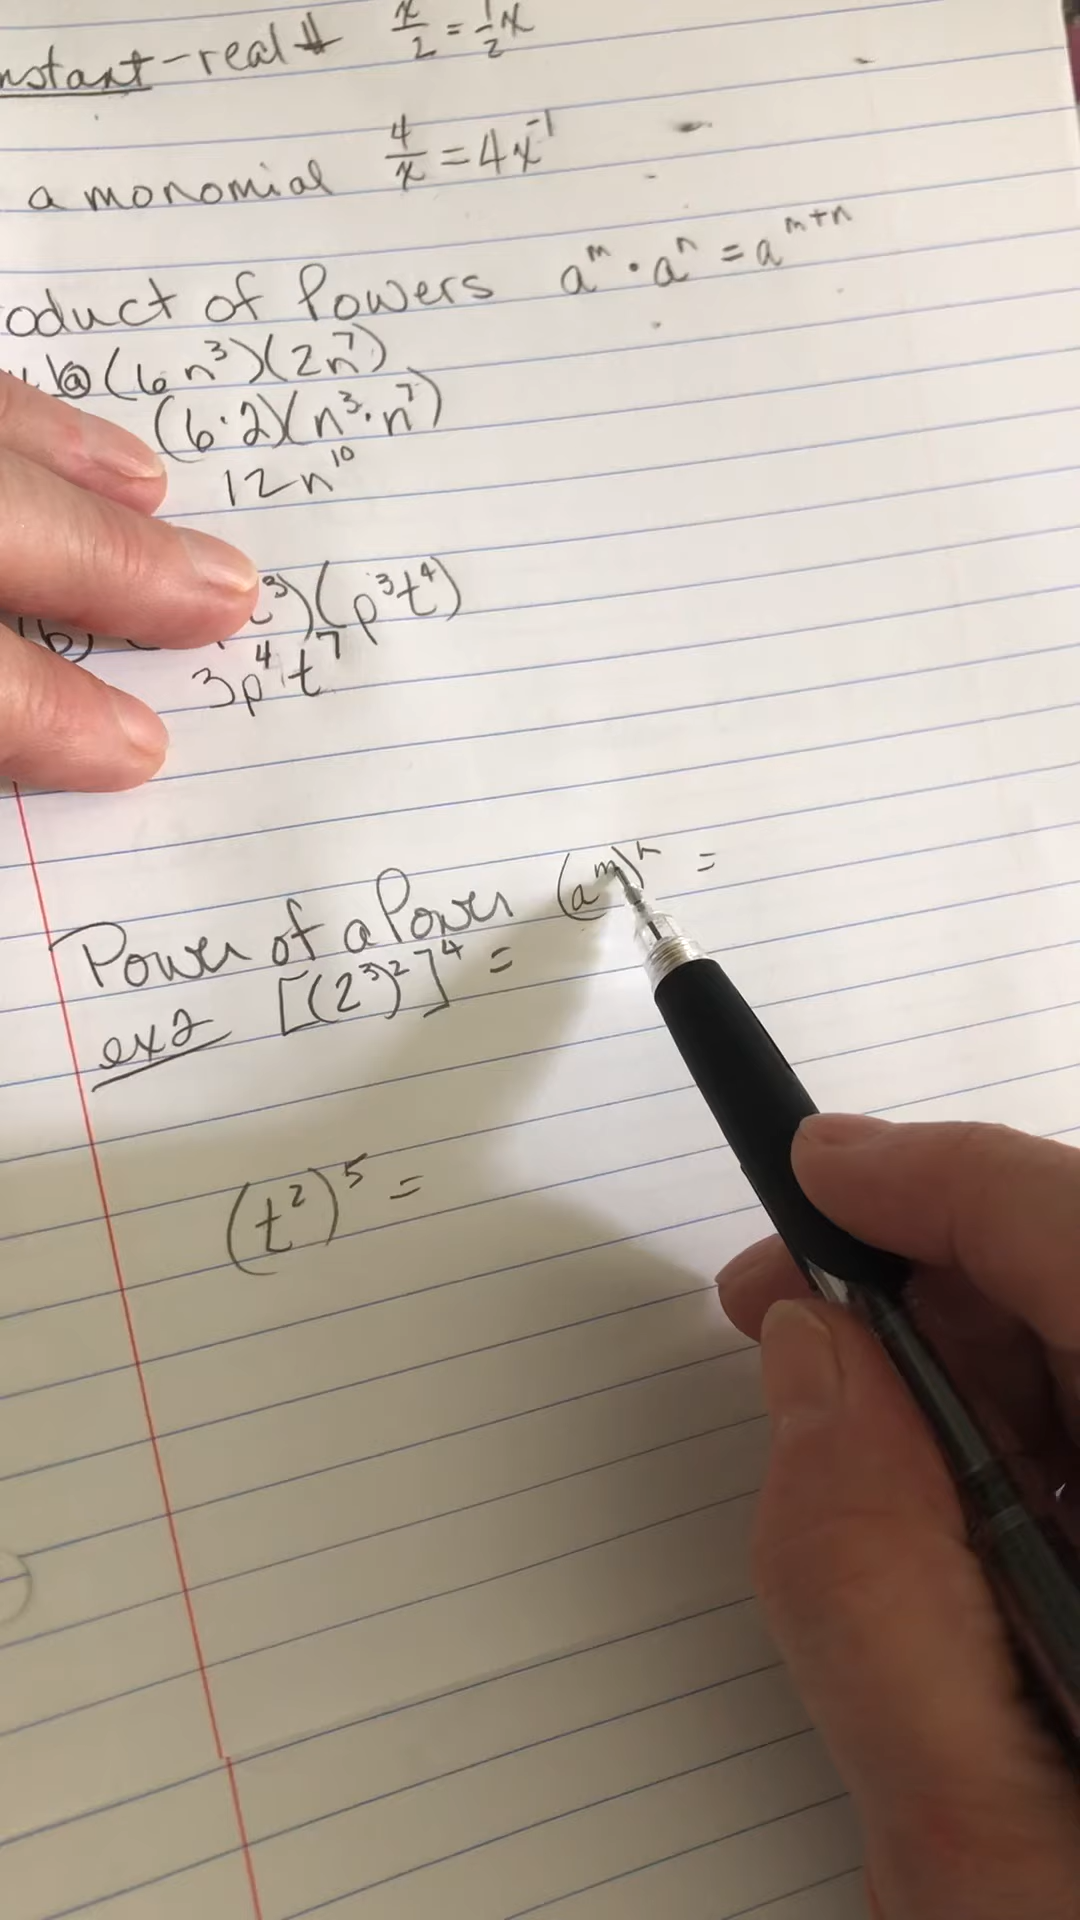 nstant - real # x/2 = 1/2 x
a monomial 4/x = 4x⁻¹
oduct of Powers aᵐ · aⁿ = aᵐ⁺ⁿ
(6n³)(2n⁷)
(6·2)(n³·n⁷)
12n¹⁰
(b) ³)(p³t⁴)
3p⁴t⁷
Power of a Power (aᵐ)ⁿ =
ex2 [(2³)²]⁴ =
(t²)⁵ =